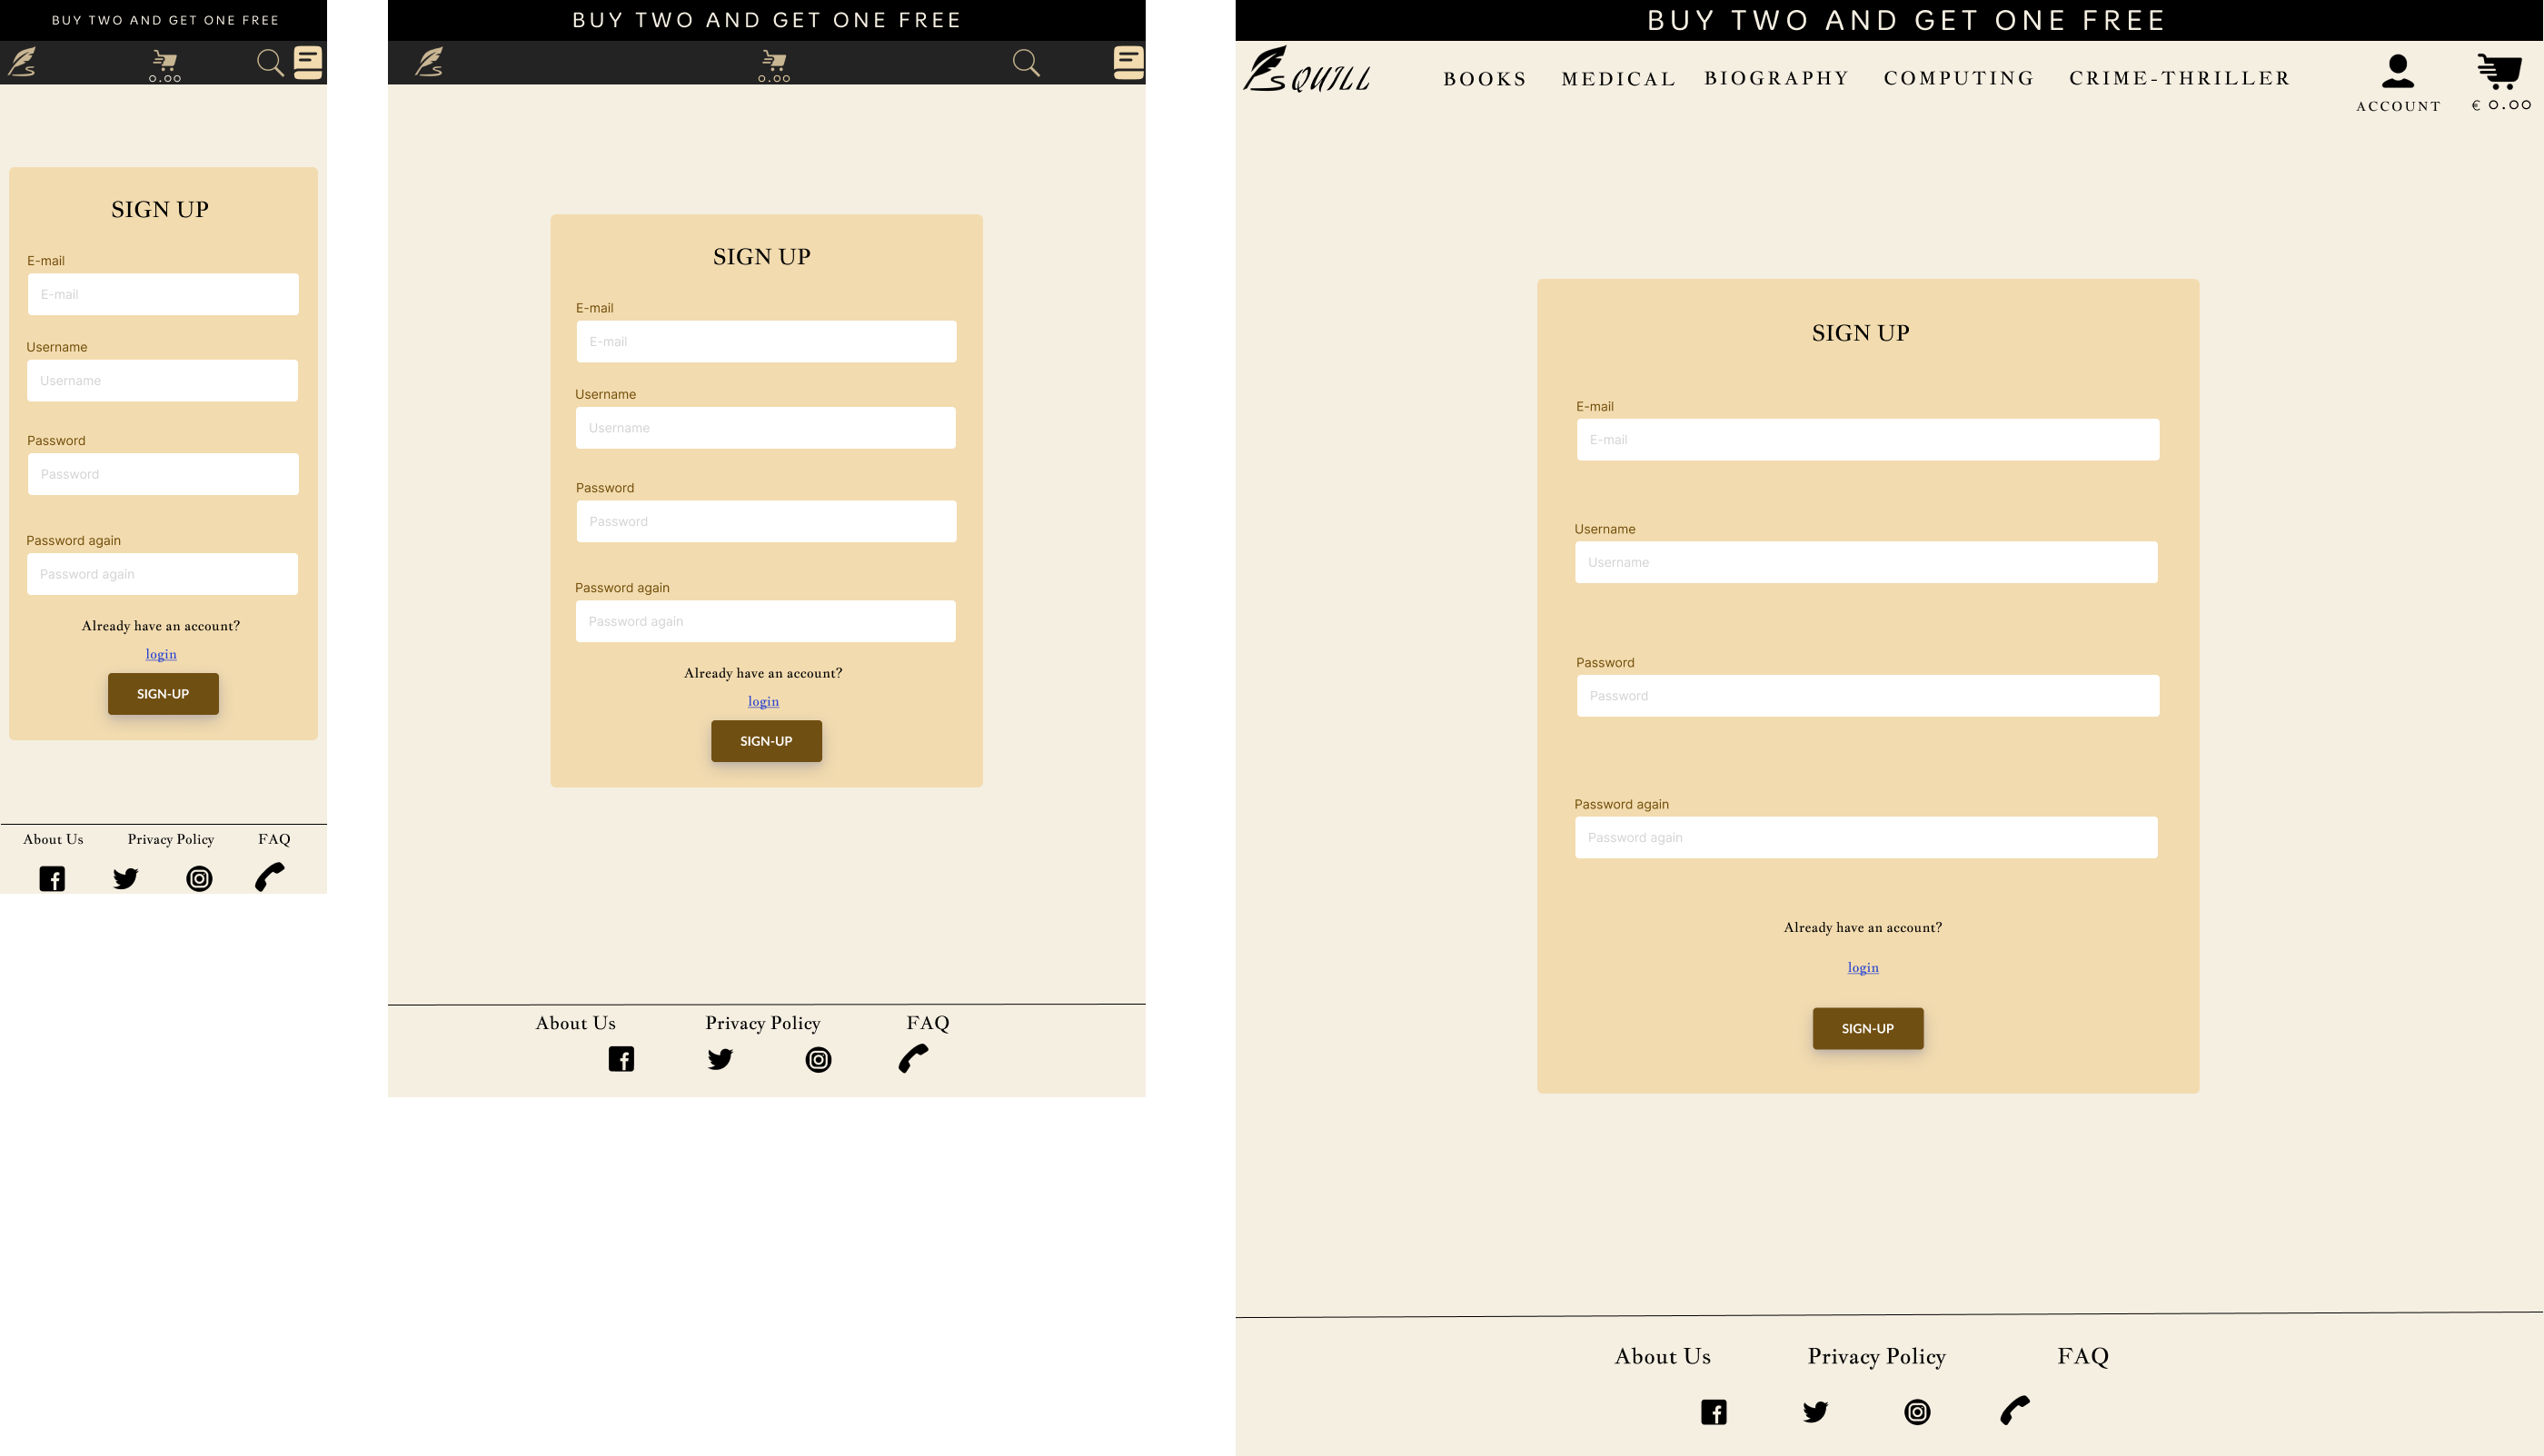 BUY TWO AND GET ONE FREE
0.00
SIGN UP
E-mail
E-mail
Username
Username
Password
Password
Password again
Password again
Already have an account?
login
SIGN-UP
About Us Privacy Policy FAQ
BUY TWO AND GET ONE FREE
0.00
SIGN UP
E-mail
E-mail
Username
Username
Password
Password
Password again
Password again
Already have an account?
login
SIGN-UP
About Us Privacy Policy FAQ
BUY TWO AND GET ONE FREE
QUILL BOOKS MEDICAL BIOGRAPHY COMPUTING CRIME-THRILLER
ACCOUNT € 0.00
SIGN UP
E-mail
E-mail
Username
Username
Password
Password
Password again
Password again
Already have an account?
login
SIGN-UP
About Us Privacy Policy FAQ